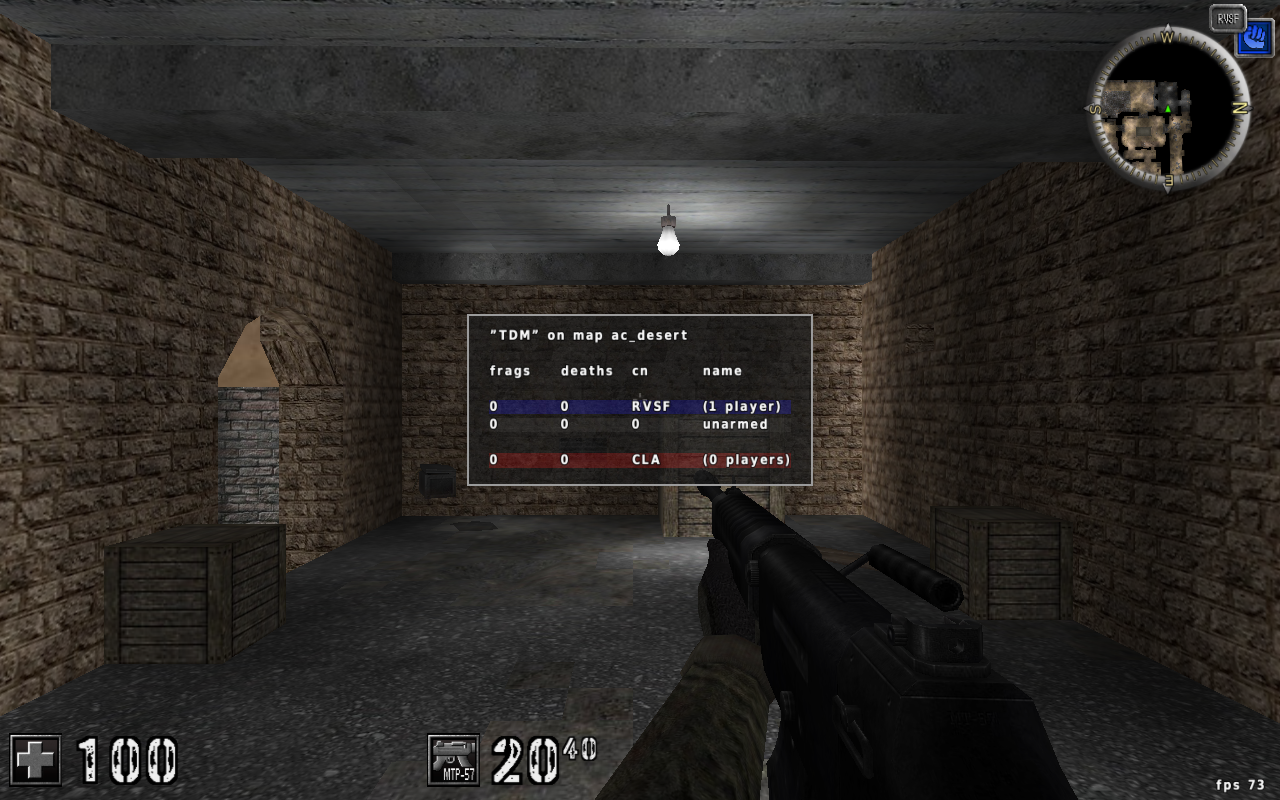 RVSF
W
S
N
E
"TDM" on map ac_desert
frags deaths cn name
0 0 RVSF (1 player)
0 0 0 unarmed
0 0 CLA (0 players)
100
MTP-57
20 40
fps 73